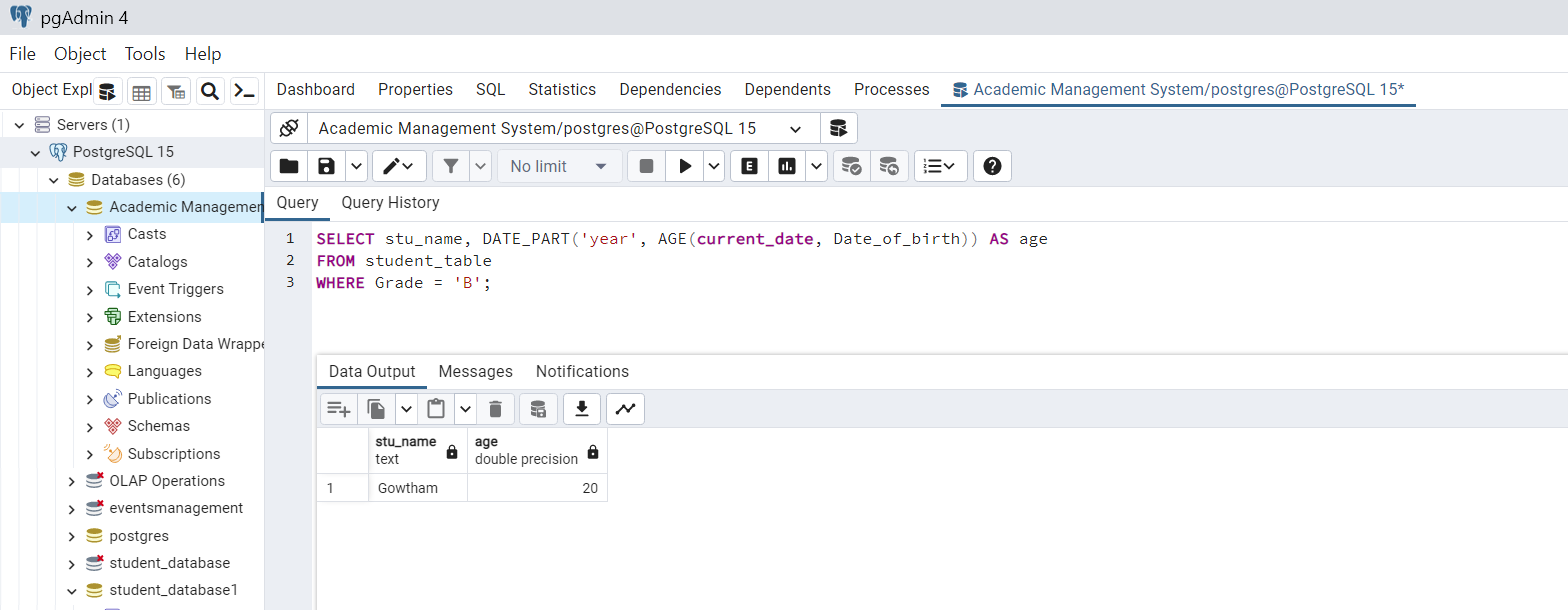 pgAdmin 4
File Object Tools Help
Object Expl
Dashboard Properties SQL Statistics Dependencies Dependents Processes Academic Management System/postgres@PostgreSQL 15*
Servers (1)
PostgreSQL 15
Databases (6)
Academic Managemen
Casts
Catalogs
Event Triggers
Extensions
Foreign Data Wrappe
Languages
Publications
Schemas
Subscriptions
OLAP Operations
eventsmanagement
postgres
student_database
student_database1
Academic Management System/postgres@PostgreSQL 15
No limit
E
Query Query History
1 SELECT stu_name, DATE_PART('year', AGE(current_date, Date_of_birth)) AS age
2 FROM student_table
3 WHERE Grade = 'B';
Data Output Messages Notifications
stu_name age
text double precision
1 Gowtham 20